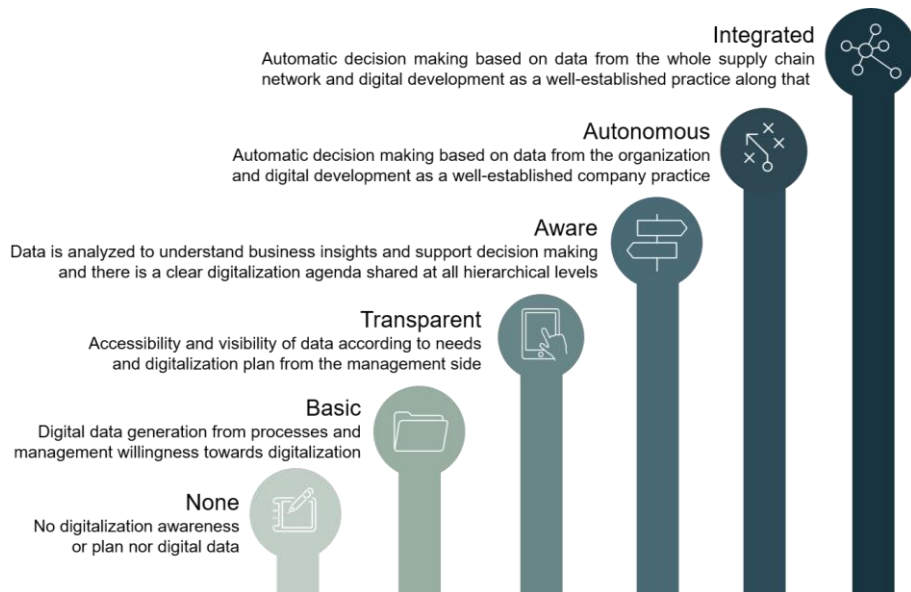 Integrated
Automatic decision making based on data from the whole supply chain
network and digital development as a well-established practice along that
Autonomous
Automatic decision making based on data from the organization
and digital development as a well-established company practice
Aware
Data is analyzed to understand business insights and support decision making
and there is a clear digitalization agenda shared at all hierarchical levels
Transparent
Accessibility and visibility of data according to needs
and digitalization plan from the management side
Basic
Digital data generation from processes and
management willingness towards digitalization
None
No digitalization awareness
or plan nor digital data